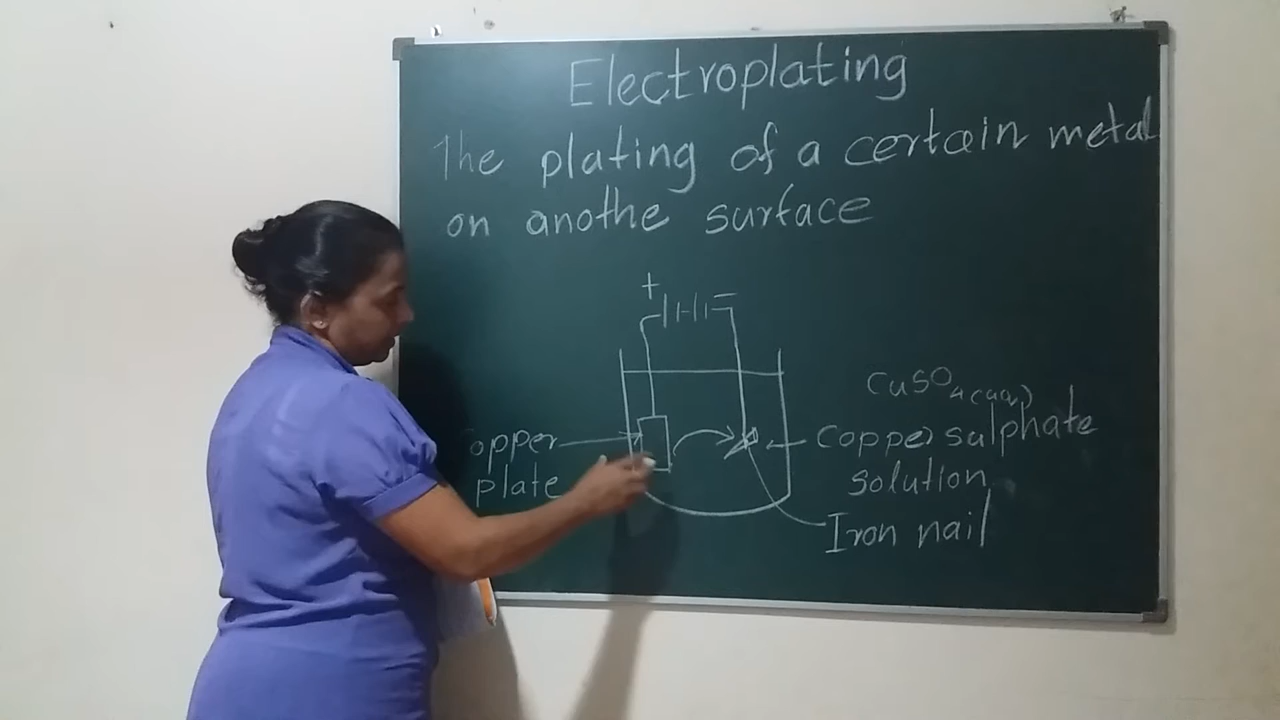 Electroplating
The plating of a certain metal
on anothe surface
+
CuSO4(aq)
opper
plate
Copper sulphate
solution
Iron nail